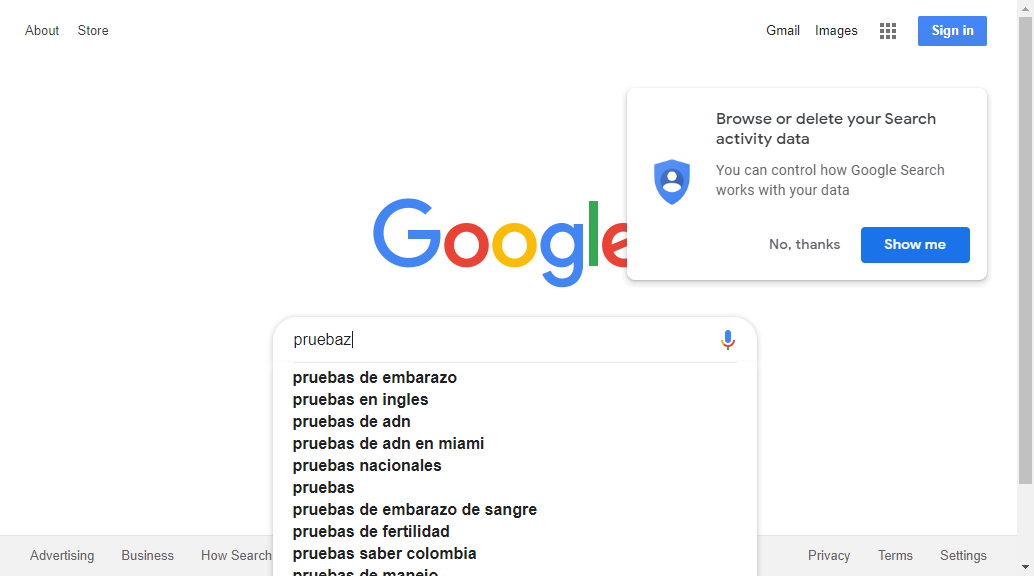 About Store
Gmail Images Sign in
Browse or delete your Search
activity data
You can control how Google Search
works with your data
No, thanks Show me
Google
pruebaz
pruebas de embarazo
pruebas en ingles
pruebas de adn
pruebas de adn en miami
pruebas nacionales
pruebas
pruebas de embarazo de sangre
pruebas de fertilidad
pruebas saber colombia
pruebas de manejo
Advertising Business How Search
Privacy Terms Settings